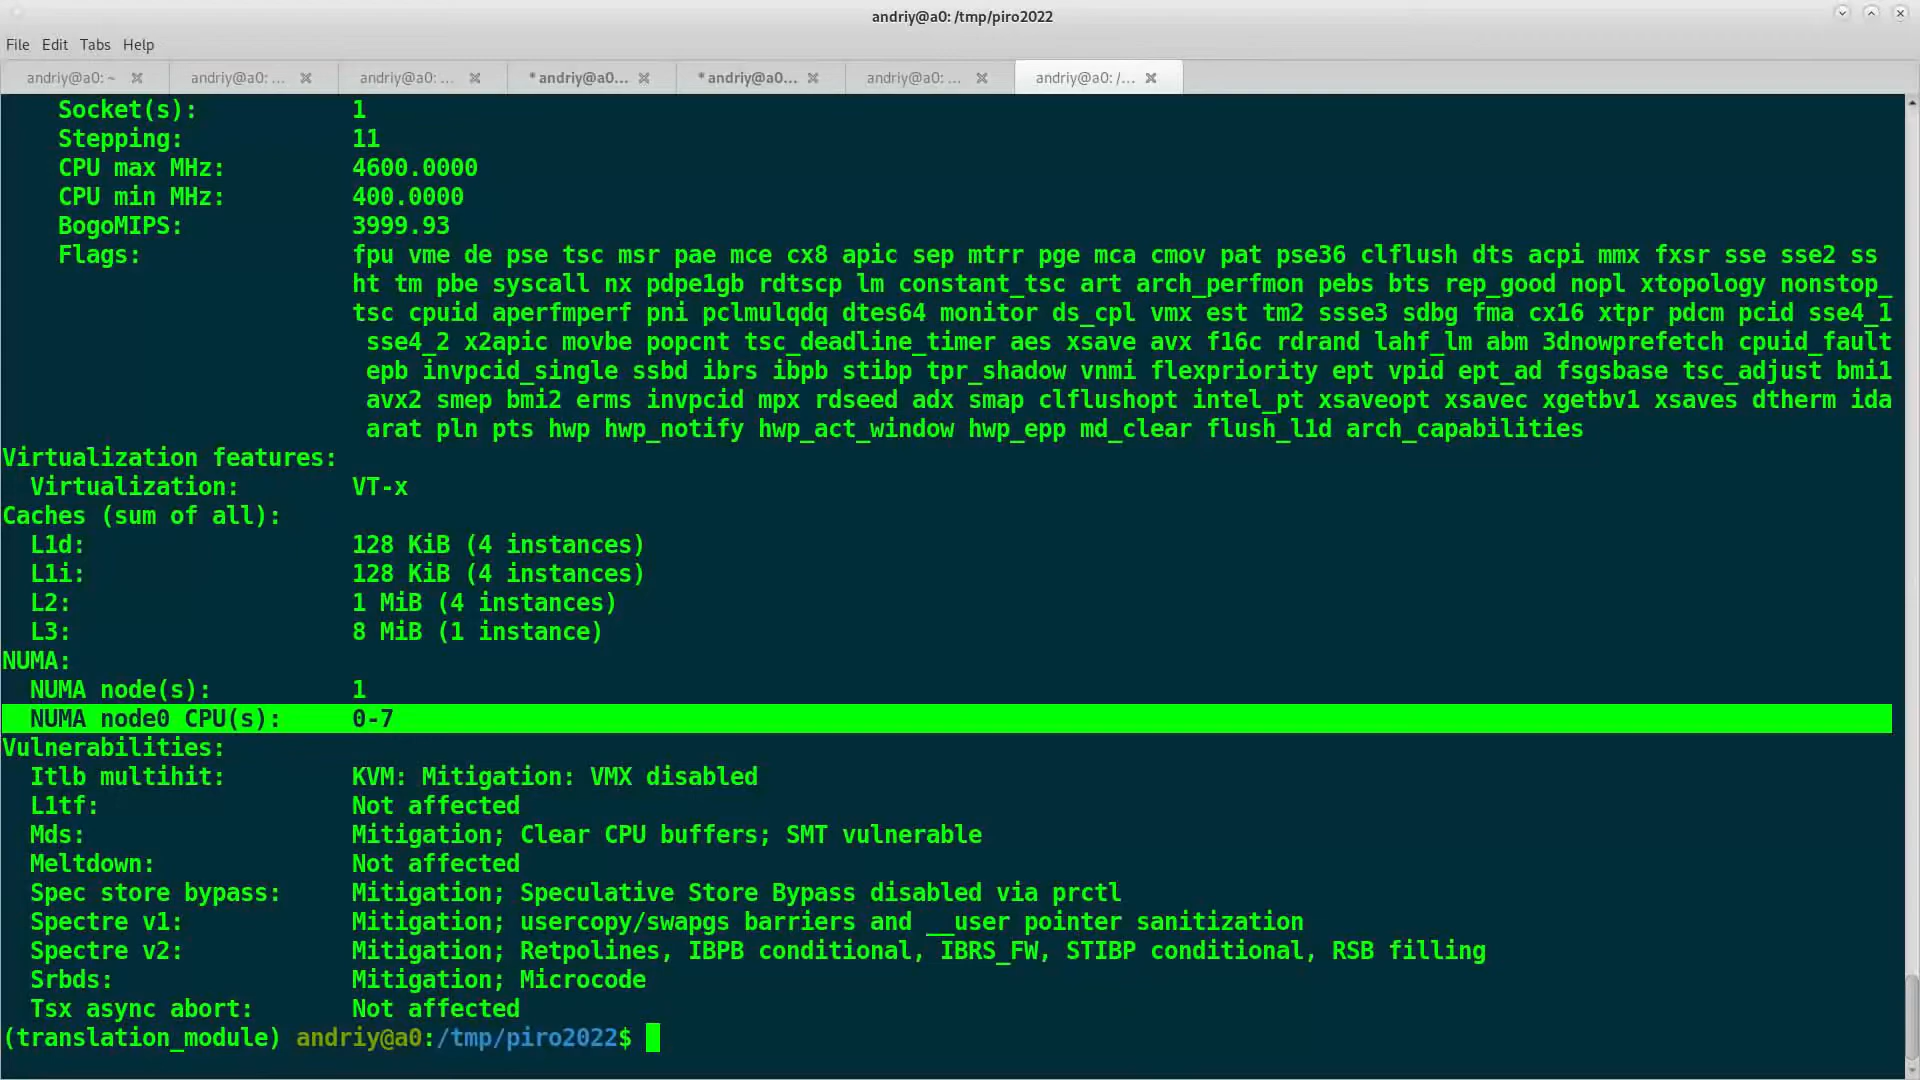 andriy@a0: /tmp/piro2022
File Edit Tabs Help
andriy@a0: ~ andriy@a0: ... andriy@a0: ... * andriy@a0... * andriy@a0... andriy@a0: ... andriy@a0: /...
Socket(s): 1
Stepping: 11
CPU max MHz: 4600.0000
CPU min MHz: 400.0000
BogoMIPS: 3999.93
Flags: fpu vme de pse tsc msr pae mce cx8 apic sep mtrr pge mca cmov pat pse36 clflush dts acpi mmx fxsr sse sse2 ss
ht tm pbe syscall nx pdpe1gb rdtscp lm constant_tsc art arch_perfmon pebs bts rep_good nopl xtopology nonstop_
tsc cpuid aperfmperf pni pclmulqdq dtes64 monitor ds_cpl vmx est tm2 ssse3 sdbg fma cx16 xtpr pdcm pcid sse4_1
sse4_2 x2apic movbe popcnt tsc_deadline_timer aes xsave avx f16c rdrand lahf_lm abm 3dnowprefetch cpuid_fault
epb invpcid_single ssbd ibrs ibpb stibp tpr_shadow vnmi flexpriority ept vpid ept_ad fsgsbase tsc_adjust bmi1
avx2 smep bmi2 erms invpcid mpx rdseed adx smap clflushopt intel_pt xsaveopt xsavec xgetbv1 xsaves dtherm ida
arat pln pts hwp hwp_notify hwp_act_window hwp_epp md_clear flush_l1d arch_capabilities
Virtualization features:
Virtualization: VT-x
Caches (sum of all):
L1d: 128 KiB (4 instances)
L1i: 128 KiB (4 instances)
L2: 1 MiB (4 instances)
L3: 8 MiB (1 instance)
NUMA:
NUMA node(s): 1
NUMA node0 CPU(s): 0-7
Vulnerabilities:
Itlb multihit: KVM: Mitigation: VMX disabled
L1tf: Not affected
Mds: Mitigation; Clear CPU buffers; SMT vulnerable
Meltdown: Not affected
Spec store bypass: Mitigation; Speculative Store Bypass disabled via prctl
Spectre v1: Mitigation; usercopy/swapgs barriers and __user pointer sanitization
Spectre v2: Mitigation; Retpolines, IBPB conditional, IBRS_FW, STIBP conditional, RSB filling
Srbds: Mitigation; Microcode
Tsx async abort: Not affected
(translation_module) andriy@a0:/tmp/piro2022$